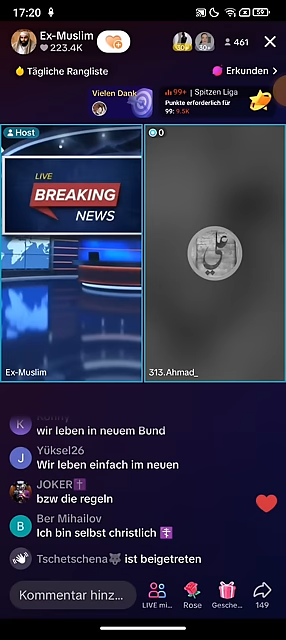 17:20
59
Ex-Muslim
223.4K
30+
461
Tägliche Rangliste
Erkunden >
Vielen Dank
99+ | Spitzen Liga
Punkte erforderlich für
99: 9.5K
Host
0
LIVE
BREAKING
NEWS
علي
Ex-Muslim
313.Ahmad_
K
wir leben in neuem Bund
J Yüksel26
Wir leben einfach im neuen
JOKER✝️
bzw die regeln
B Ber Mihailov
Ich bin selbst christlich ☦️
Tschetschena🐺 ist beigetreten
Kommentar hinz...
LIVE mi...
Rose
Gesche...
149